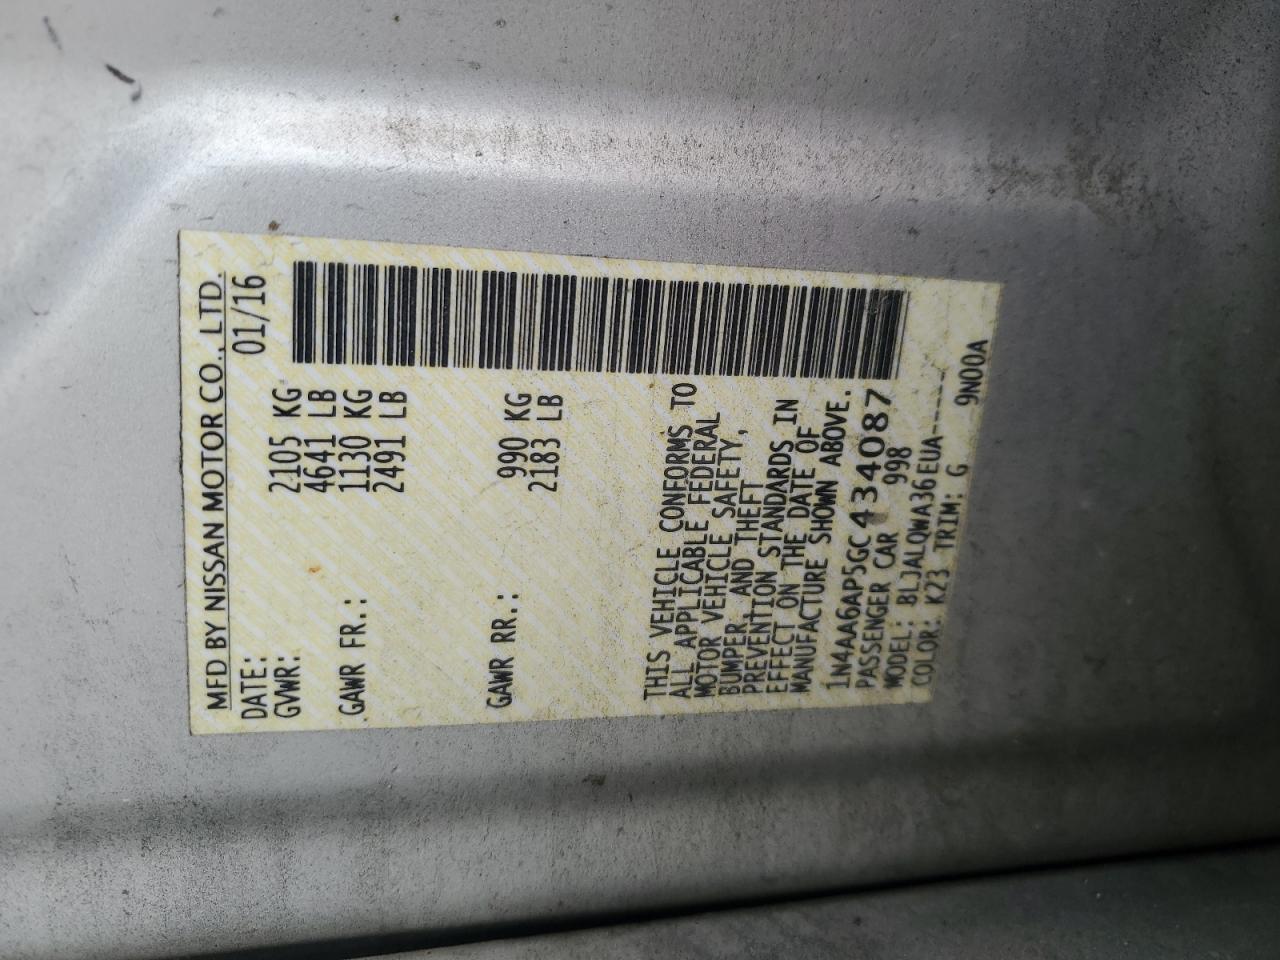 MFD BY NISSAN MOTOR CO., LTD.
DATE: 01/16
GVWR: 2105 KG
4641 LB
GAWR FR.: 1130 KG
2491 LB
GAWR RR.: 990 KG
2183 LB
THIS VEHICLE CONFORMS TO
ALL APPLICABLE FEDERAL
MOTOR VEHICLE SAFETY,
BUMPER, AND THEFT
PREVENTION STANDARDS IN
EFFECT ON THE DATE OF
MANUFACTURE SHOWN ABOVE.
1N4AA6AP5GC434087
PASSENGER CAR 998
MODEL: BLJALQWA36EUA-----
COLOR: K23 TRIM: G 9N00A